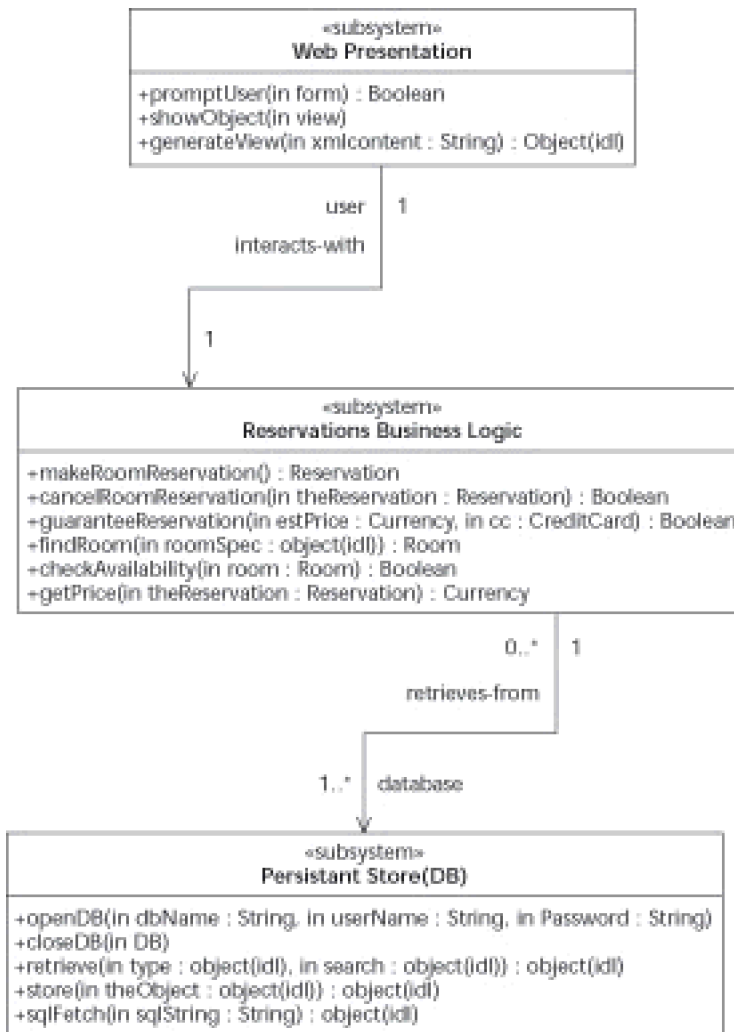 «subsystem»
Web Presentation
+promptUser(in form) : Boolean
+showObject(in view)
+generateView(in xmlcontent : String) : Object(idl)
user 1
interacts-with
1
«subsystem»
Reservations Business Logic
+makeRoomReservation() : Reservation
+cancelRoomReservation(in theReservation : Reservation) : Boolean
+guaranteeReservation(in estPrice : Currency, in cc : CreditCard) : Boolean
+findRoom(in roomSpec : object(idl)) : Room
+checkAvailability(in room : Room) : Boolean
+getPrice(in theReservation : Reservation) : Currency
0..* 1
retrieves-from
1..* database
«subsystem»
Persistant Store(DB)
+openDB(in dbName : String, in userName : String, in Password : String)
+closeDB(in DB)
+retrieve(in type : object(idl), in search : object(idl)) : object(idl)
+store(in theObject : object(idl)) : object(idl)
+sqlFetch(in sqlString : String) : object(idl)